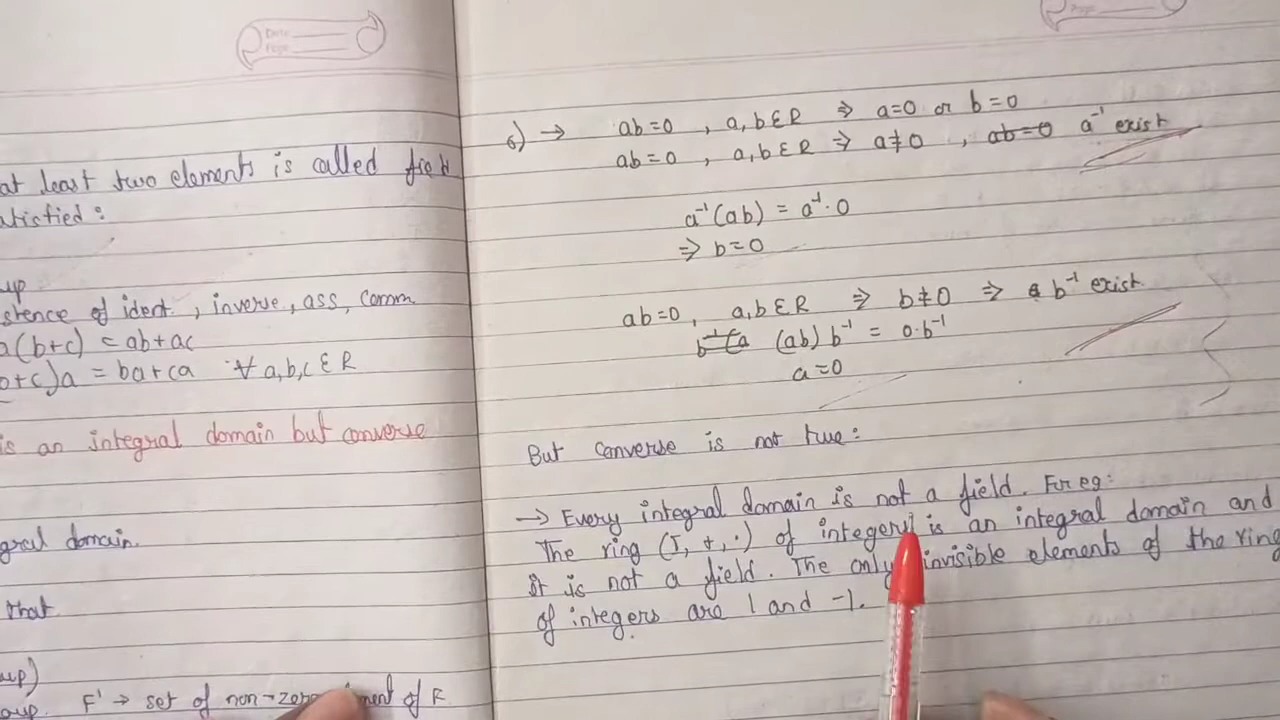 Date
Page
Page
at least two elements is called field
atisfied:
up
stence of ident., inverse, ass, comm
a(b+c) = ab+ac
b+c)a = ba+ca ∀ a,b,c ∈ R
is an integral domain but converse
gral domain.
that
up)
F' → set of non-zero element of F.
oup.
6) → ab=0, a,b ∈ R ⇒ a=0 or b=0
ab=0, a,b ∈ R ⇒ a≠0, ab=0 a⁻¹ exist
a⁻¹(ab) = a⁻¹·0
⇒ b=0
ab=0, a,b ∈ R ⇒ b≠0 ⇒ b⁻¹ exist
b⁻¹(a (ab) b⁻¹ = 0·b⁻¹
a=0
But converse is not true:
→ Every integral domain is not a field. For eg:
The ring (I, +, ·) of integers is an integral domain and
it is not a field. The only invisible elements of the ring
of integers are 1 and -1.